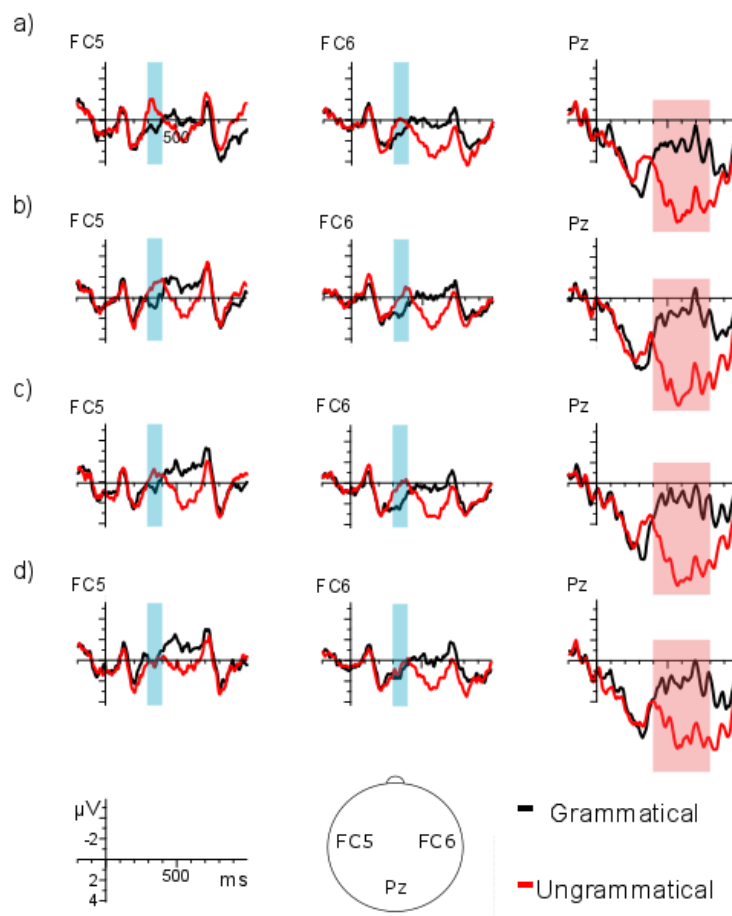 a)
FC5
FC6
Pz
500
b)
FC5
FC6
Pz
c)
FC5
FC6
Pz
d)
FC5
FC6
Pz
µV
-2
2
4
500
ms
FC5
FC6
Pz
Grammatical
Ungrammatical